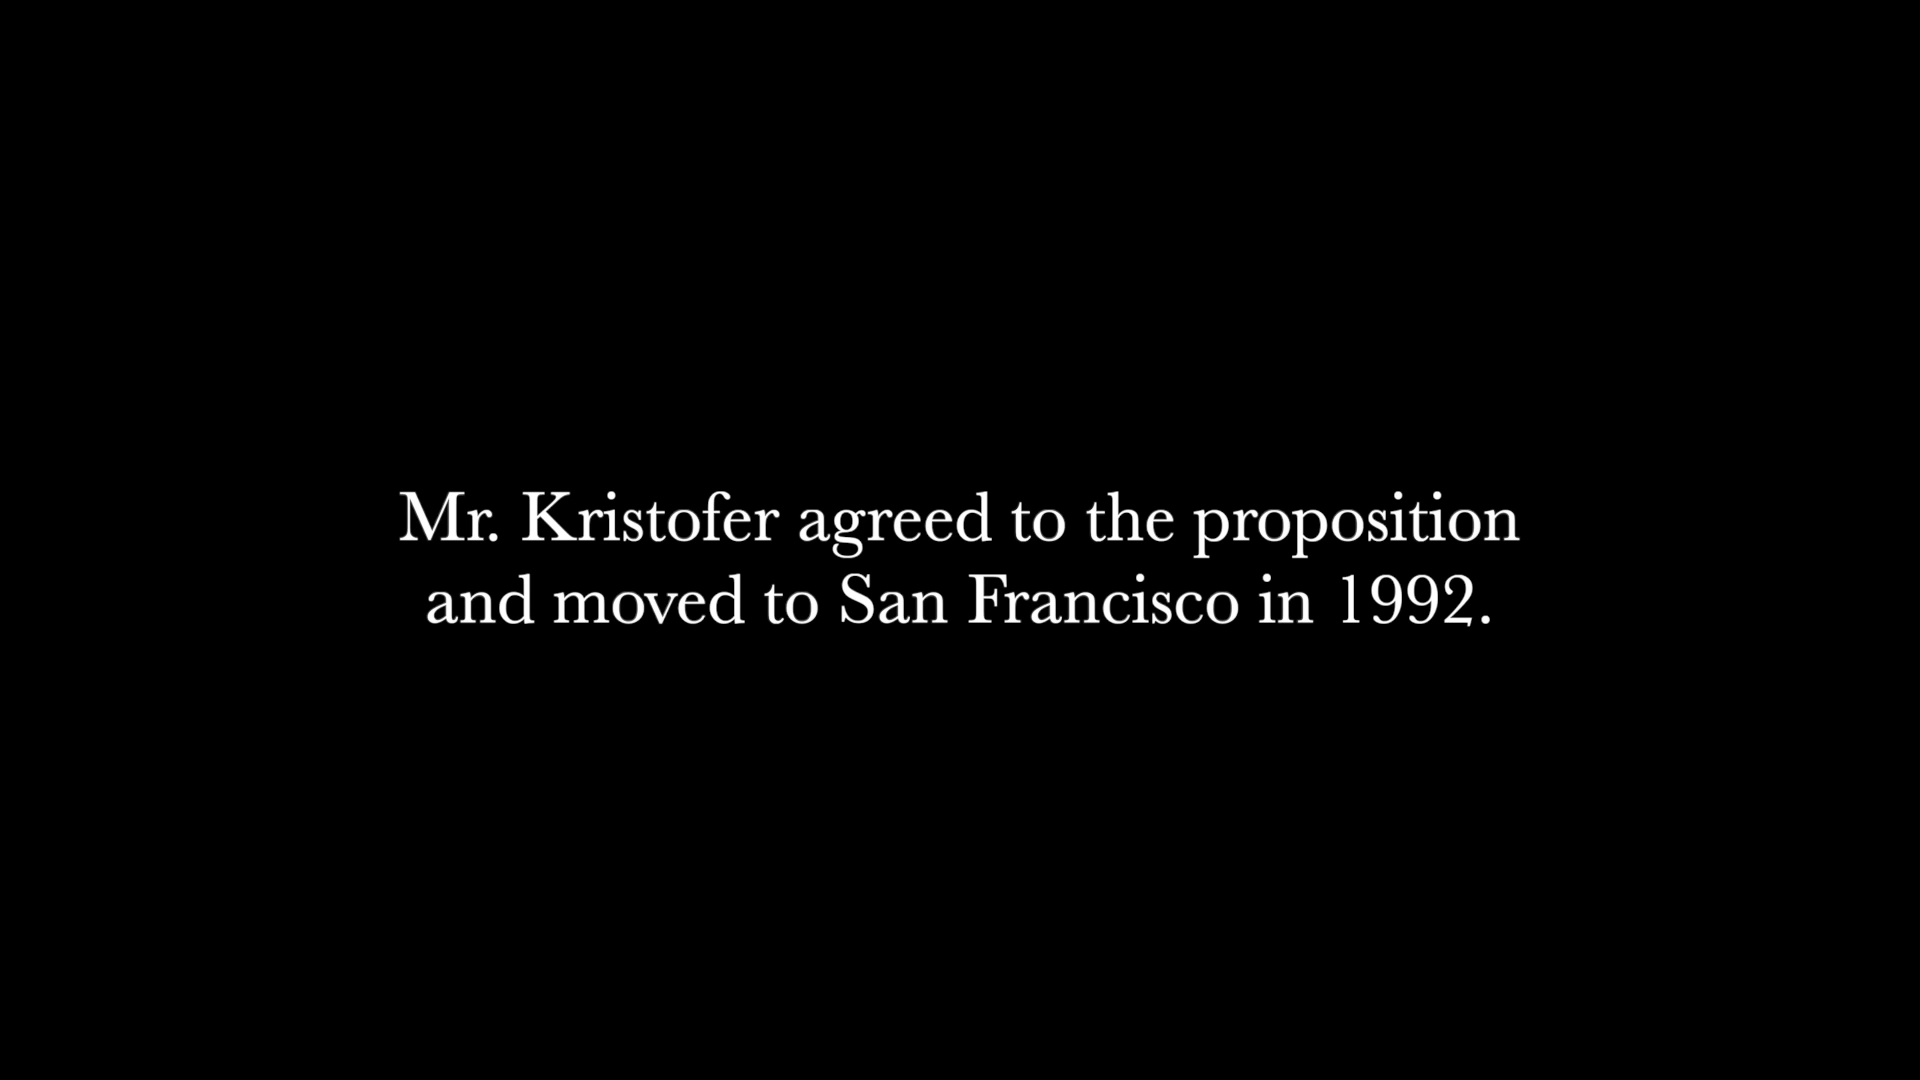 Mr. Kristofer agreed to the proposition
and moved to San Francisco in 1992.